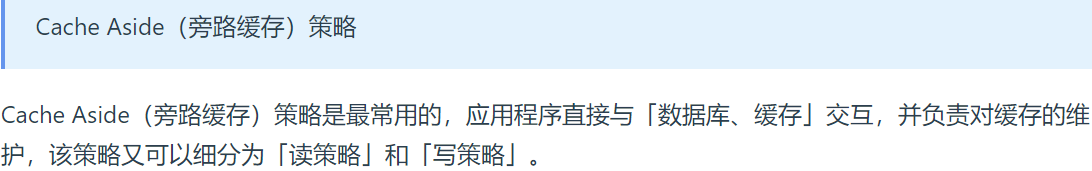 Cache Aside（旁路缓存）策略
Cache Aside（旁路缓存）策略是最常用的，应用程序直接与「数据库、缓存」交互，并负责对缓存的维
护，该策略又可以细分为「读策略」和「写策略」。